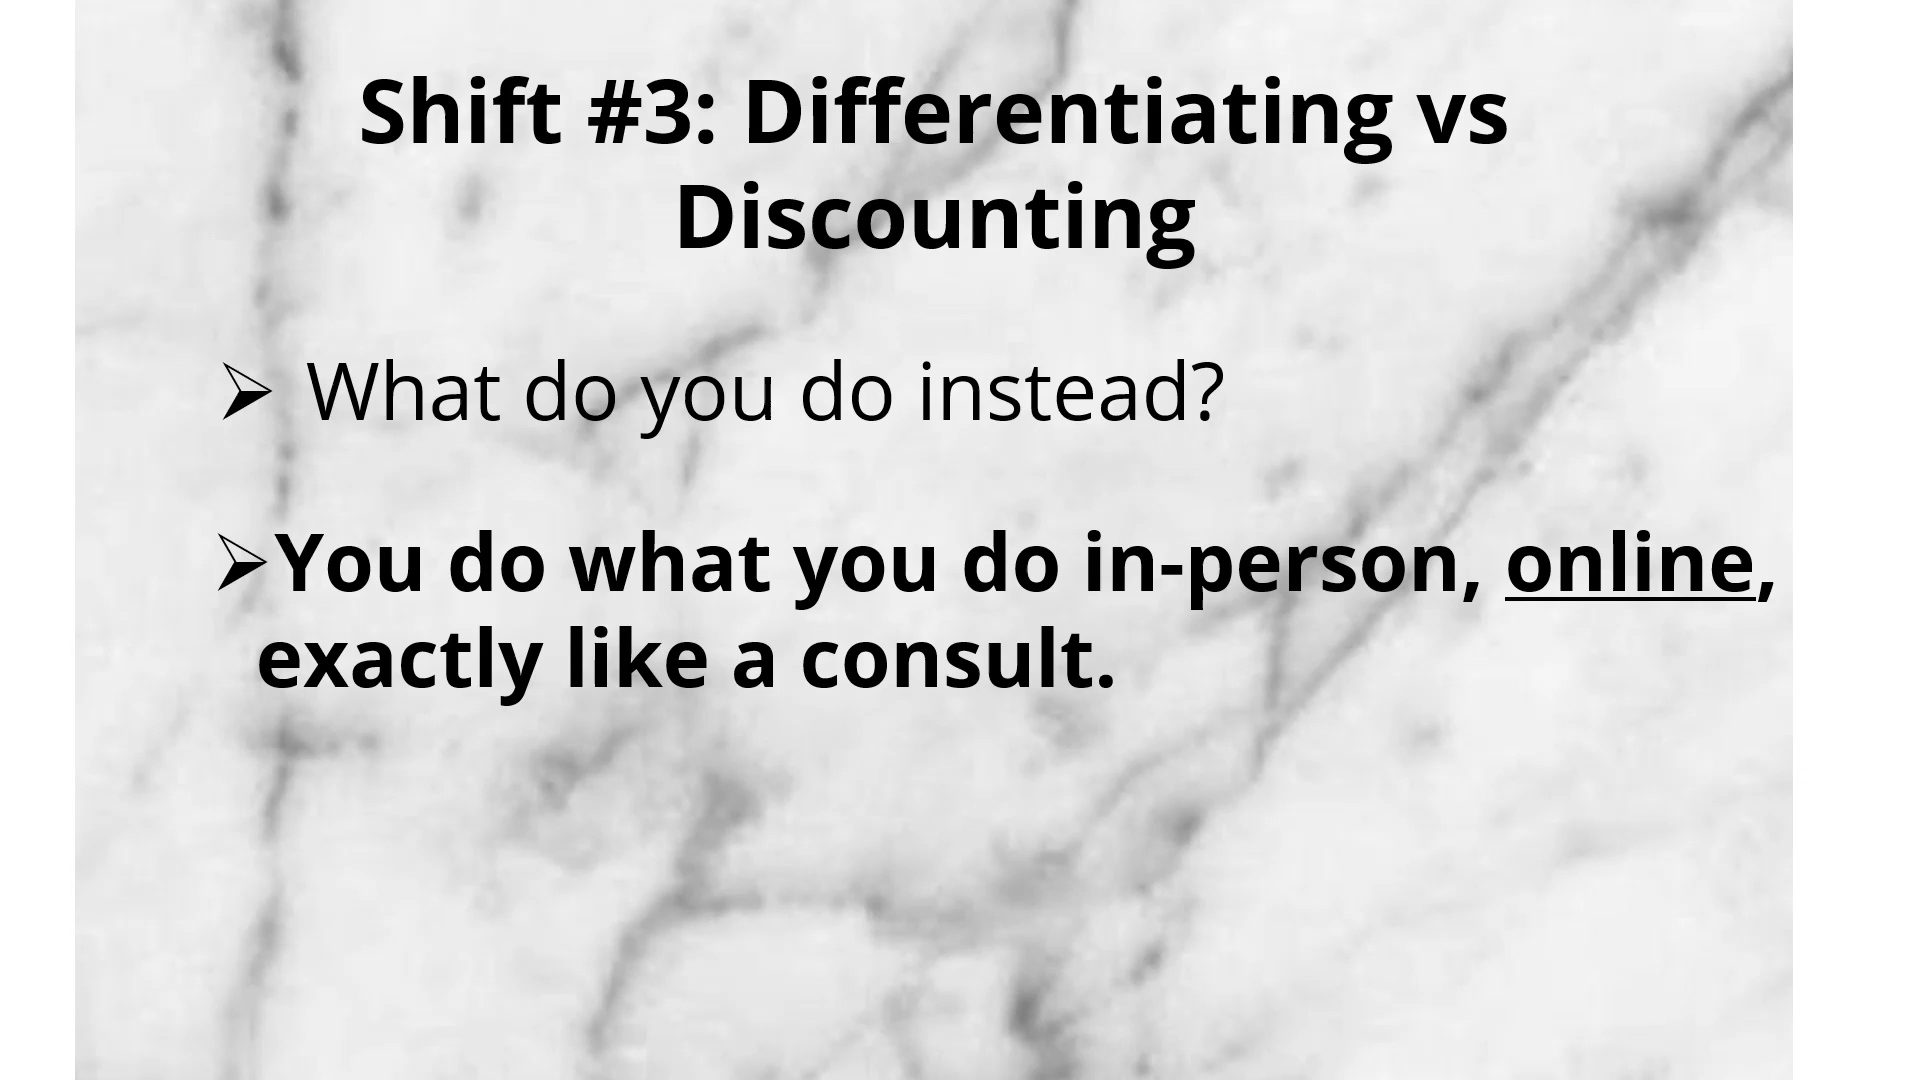 Shift #3: Differentiating vs
Discounting
➢ What do you do instead?
➢You do what you do in-person, online,
exactly like a consult.